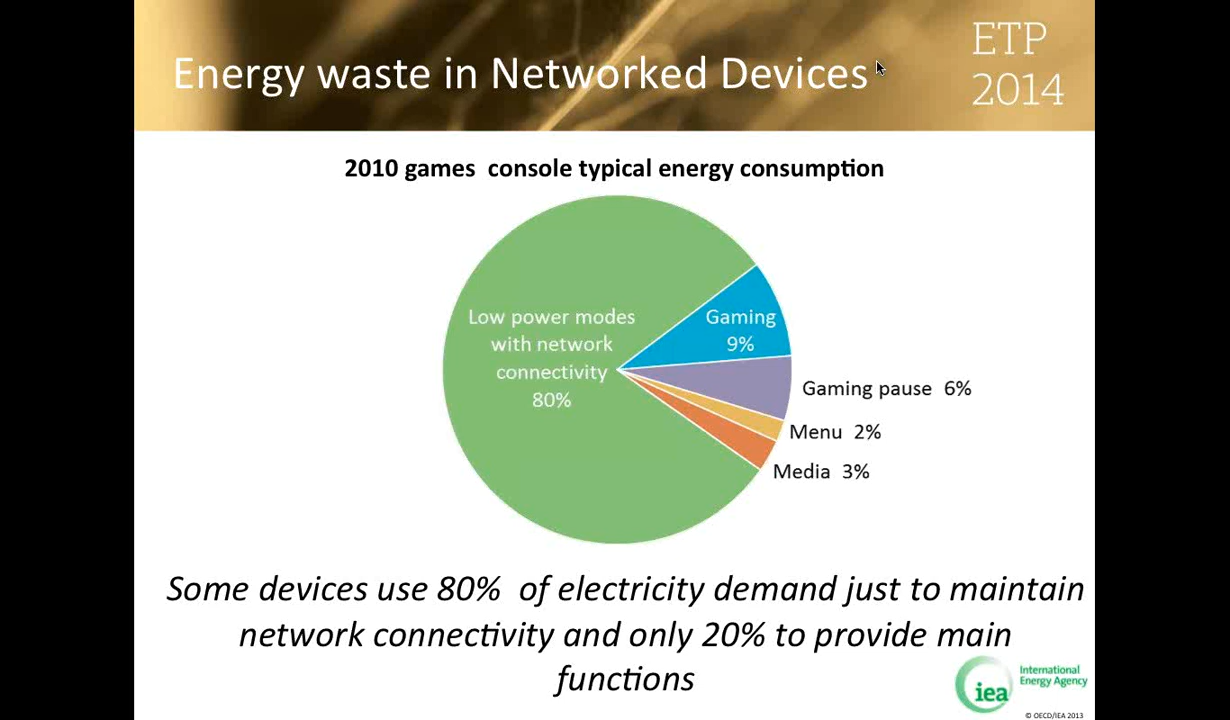 Energy waste in Networked Devices
ETP
2014
2010 games console typical energy consumption
Low power modes
with network
connectivity
80%
Gaming
9%
Gaming pause 6%
Menu 2%
Media 3%
Some devices use 80% of electricity demand just to maintain
network connectivity and only 20% to provide main
functions
iea
International
Energy Agency
© OECD/IEA 2013